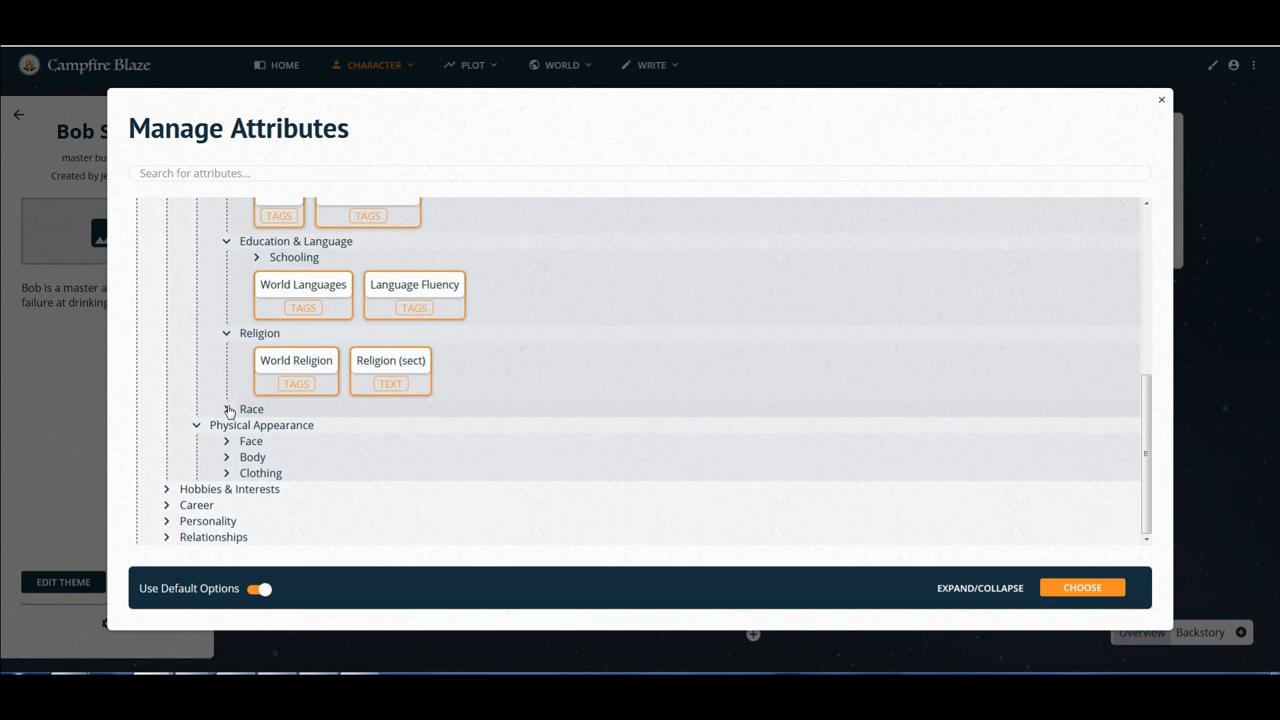 Campfire Blaze
HOME
CHARACTER
PLOT
WORLD
WRITE
Bob S
master bu
Created by Je
Bob is a master a
failure at drinking
EDIT THEME
Manage Attributes
Search for attributes...
TAGS
TAGS
Education & Language
Schooling
World Languages
TAGS
Language Fluency
TAGS
Religion
World Religion
TAGS
Religion (sect)
TEXT
Race
Physical Appearance
Face
Body
Clothing
Hobbies & Interests
Career
Personality
Relationships
Use Default Options
EXPAND/COLLAPSE
CHOOSE
Overview
Backstory